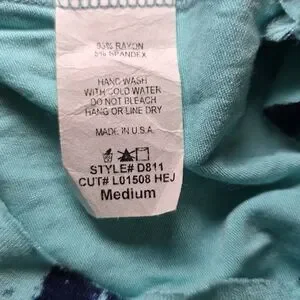 95% RAYON
5% SPANDEX
HAND WASH
WITH COLD WATER
DO NOT BLEACH
HANG OR LINE DRY
MADE IN U.S.A.
STYLE# D811
CUT# L01508 HEJ
Medium